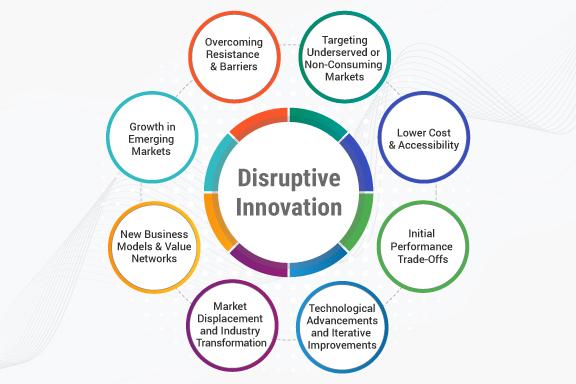 Overcoming
Resistance
& Barriers
Targeting
Underserved or
Non-Consuming
Markets
Lower Cost
& Accessibility
Initial
Performance
Trade-Offs
Technological
Advancements
and Iterative
Improvements
Market
Displacement
and Industry
Transformation
New Business
Models & Value
Networks
Growth in
Emerging
Markets
Disruptive
Innovation